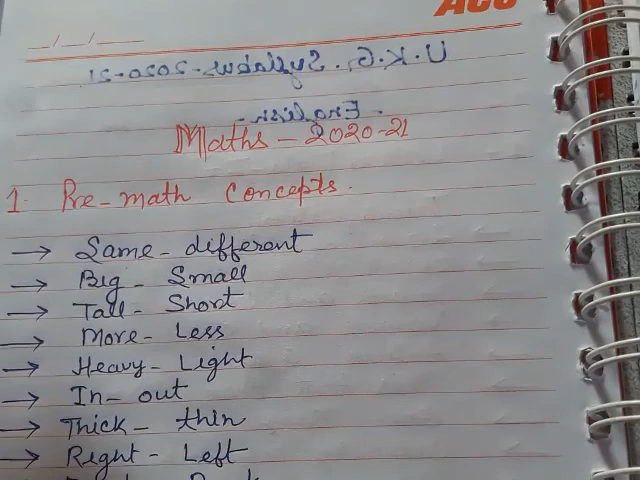 U.K.G. Syllabus-2020-21
English -
Maths - 2020-21
1. Pre-math Concepts.
→ Same - different
→ Big - Small
→ Tall - Short
→ More - Less
→ Heavy - Light
→ In - out
→ Thick - thin
→ Right - Left